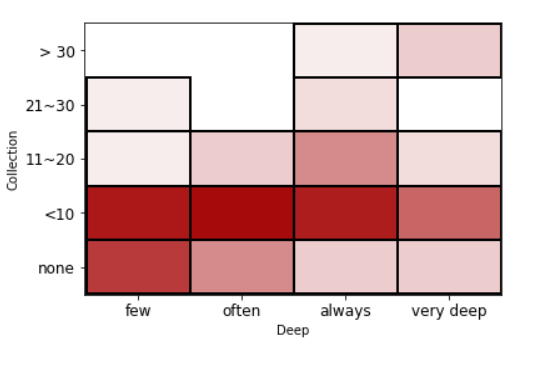 > 30
21~30
11~20
<10
none
Collection
few often always very deep
Deep